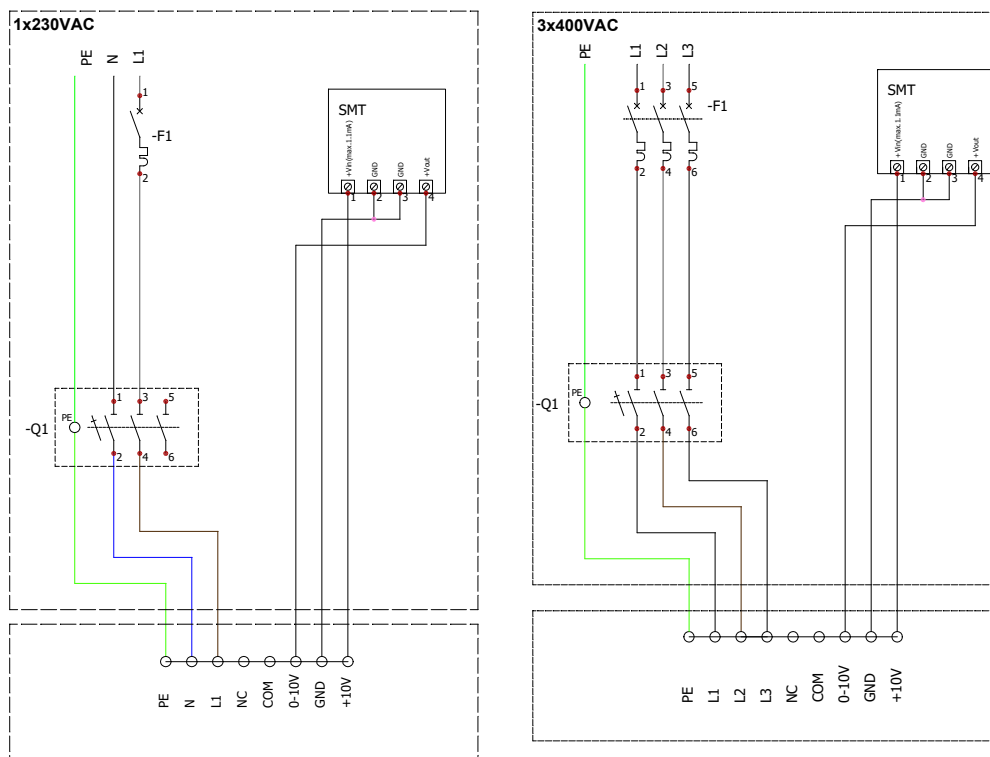 1x230VAC
PE
N
L1
1
-F1
2
SMT
+Vin(max.1.1mA)
GND
GND
+Vout
1
2
3
4
-Q1
PE
1
3
5
2
4
6
PE
N
L1
NC
COM
0-10V
GND
+10V
3x400VAC
PE
L1
L2
L3
1
3
5
-F1
2
4
6
SMT
+Vin(max.1.1mA)
GND
GND
+Vout
1
2
3
4
-Q1
PE
1
3
5
2
4
6
PE
L1
L2
L3
NC
COM
0-10V
GND
+10V